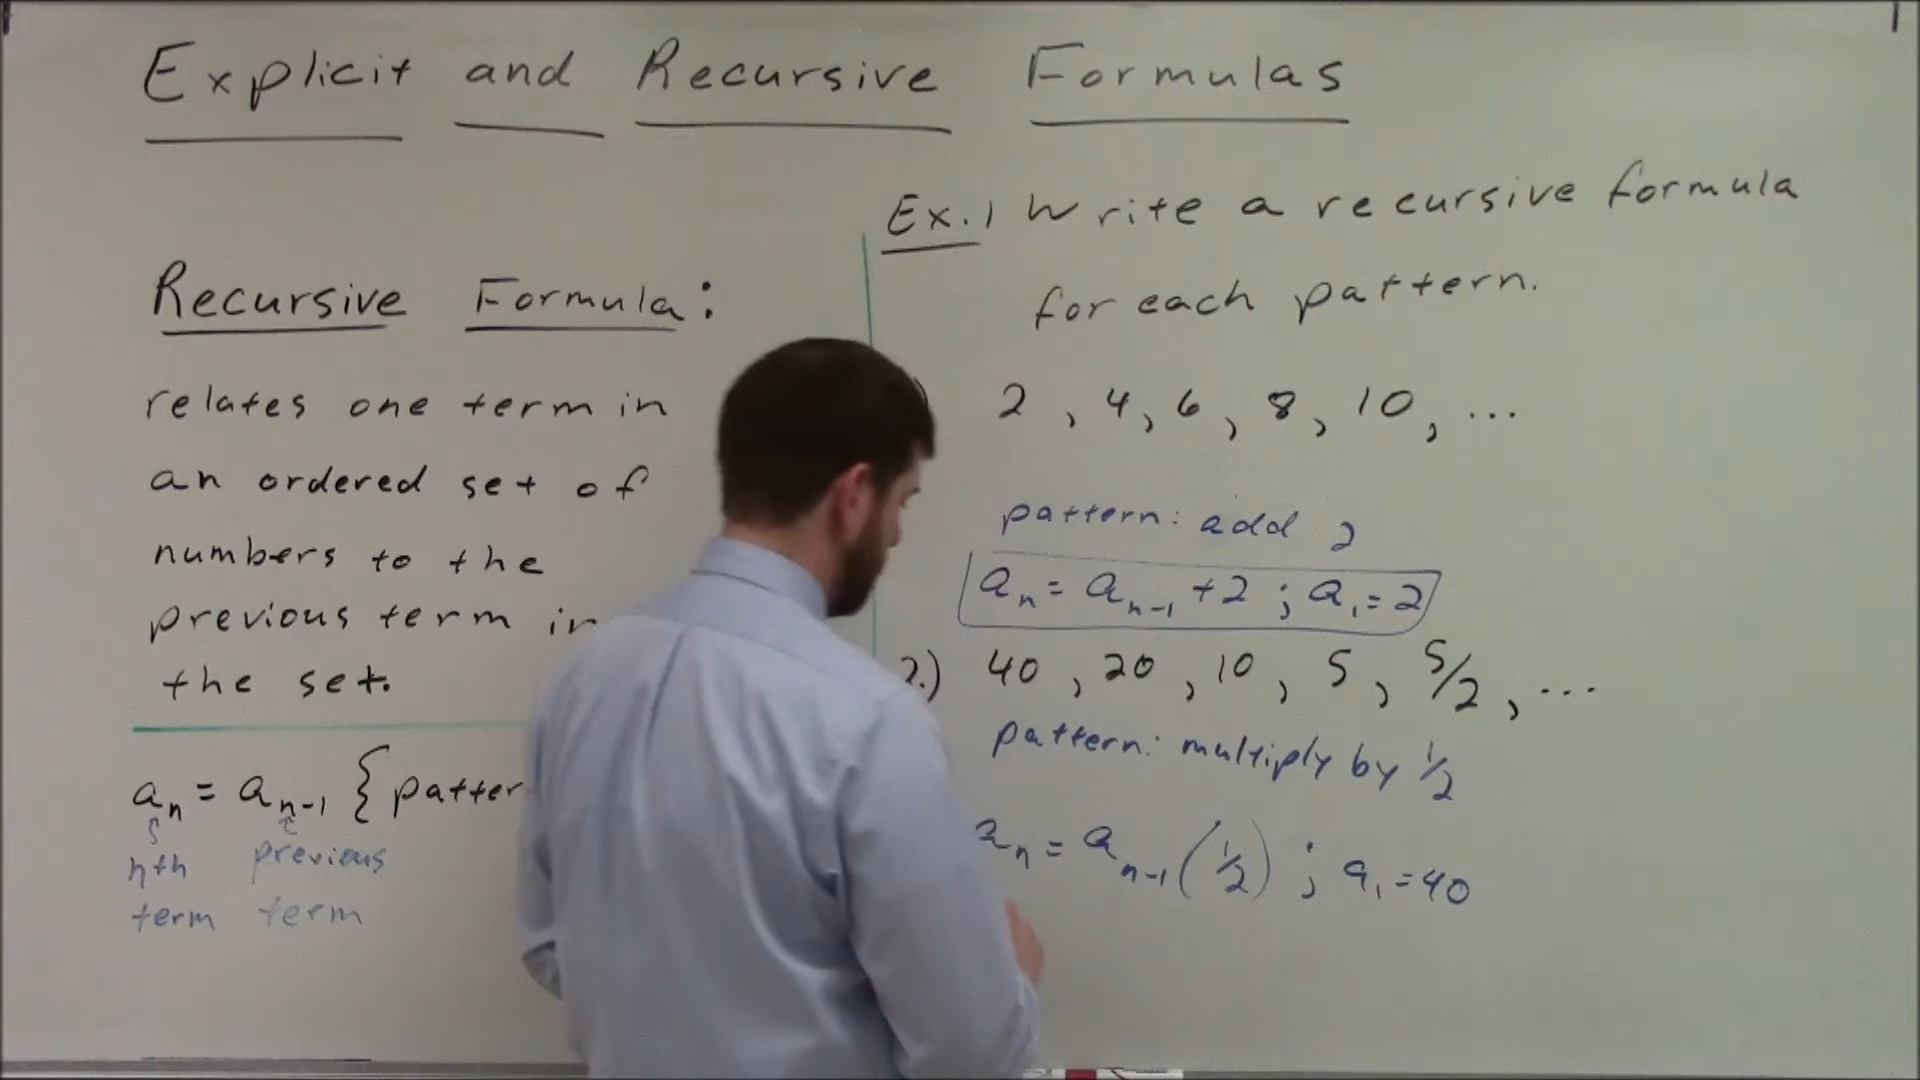 Explicit and Recursive Formulas
Recursive Formula:
relates one term in
an ordered set of
numbers to the
previous term in
the set.
aₙ = aₙ₋₁ {patter
nth previous
term term
Ex. 1 Write a recursive formula
for each pattern.
) 2, 4, 6, 8, 10, ...
pattern: add 2
aₙ = aₙ₋₁ + 2 ; a₁ = 2
2.) 40, 20, 10, 5, 5/2, ...
pattern: multiply by 1/2
aₙ = aₙ₋₁ (1/2) ; a₁ = 40